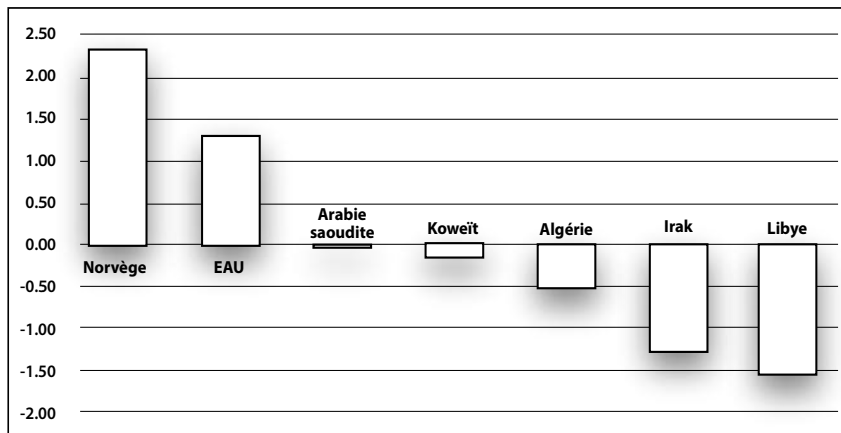 2.50
2.00
1.50
1.00
0.50
0.00
-0.50
-1.00
-1.50
-2.00
Norvège
EAU
Arabie
saoudite
Koweït
Algérie
Irak
Libye